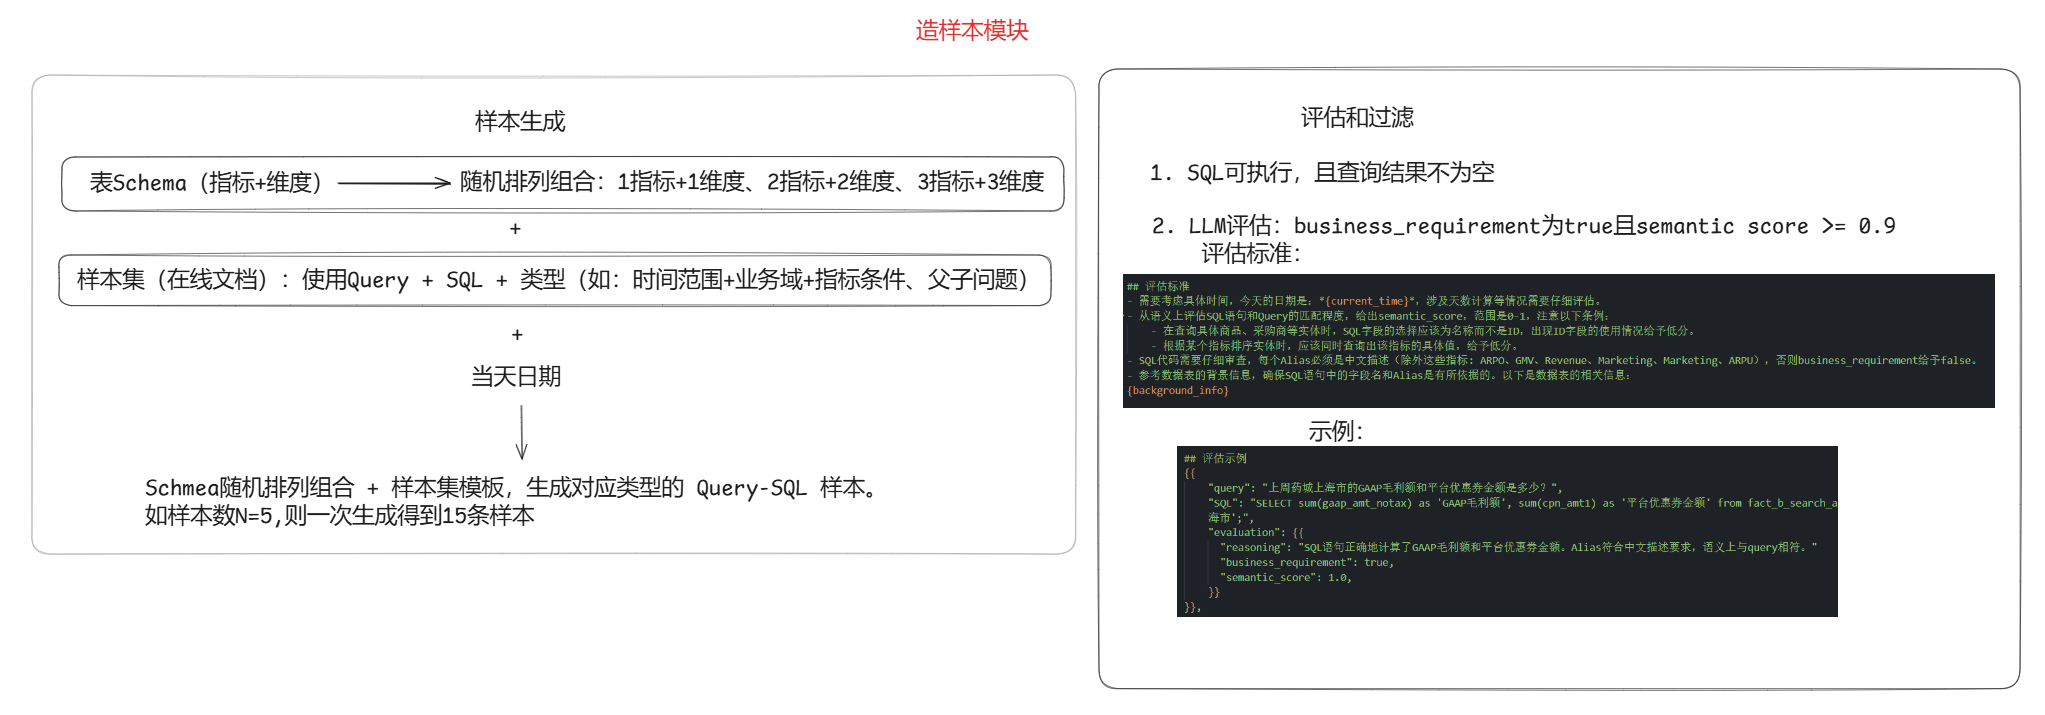 造样本模块
样本生成
表Schema（指标+维度） 随机排列组合：1指标+1维度、2指标+2维度、3指标+3维度
+
样本集（在线文档）：使用Query + SQL + 类型（如：时间范围+业务域+指标条件、父子问题）
+
当天日期
Schmea随机排列组合 + 样本集模板，生成对应类型的 Query-SQL 样本。
如样本数N=5,则一次生成得到15条样本
评估和过滤
1. SQL可执行，且查询结果不为空
2. LLM评估：business_requirement为true且semantic score >= 0.9
评估标准：
## 评估标准
- 需要考虑具体时间，今天的日期是：*{current_time}*，涉及天数计算等情况需要仔细评估。
- 从语义上评估SQL语句和Query的匹配程度，给出semantic_score，范围是0-1，注意以下条例：
- 在查询具体商品、采购商等实体时，SQL字段的选择应该为名称而不是ID，出现ID字段的使用情况给予低分。
- 根据某个指标排序实体时，应该同时查询出该指标的具体值，给予低分。
- SQL代码需要仔细审查，每个Alias必须是中文描述（除外这些指标：ARPO、GMV、Revenue、Marketing、Marketing、ARPU），否则business_requirement给予false。
- 参考数据表的背景信息，确保SQL语句中的字段名和Alias是有所依据的。以下是数据表的相关信息：
{background_info}
示例：
## 评估示例
{{
"query": "上周药城上海市的GAAP毛利额和平台优惠券金额是多少？",
"SQL": "SELECT sum(gaap_amt_notax) as 'GAAP毛利额', sum(cpn_amt1) as '平台优惠券金额' from fact_b_search_a
海市';",
"evaluation": {{
"reasoning": "SQL语句正确地计算了GAAP毛利额和平台优惠券金额。Alias符合中文描述要求，语义上与query相符。"
"business_requirement": true,
"semantic_score": 1.0,
}}
}},